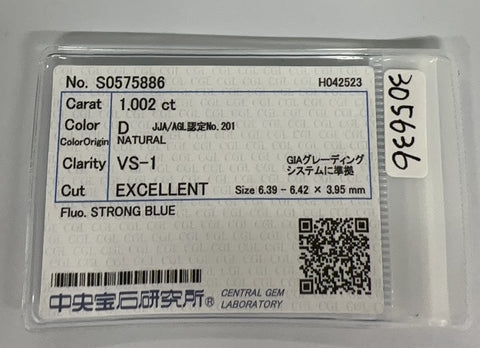 No. S0575886 H042523
Carat 1.002 ct
Color D JJA/AGL認定No.201
ColorOrigin NATURAL
Clarity VS-1 GIAグレーディング
システムに準拠
Cut EXCELLENT Size 6.39 - 6.42 × 3.95 mm
Fluo. STRONG BLUE
中央宝石研究所® CENTRAL GEM
LABORATORY
305636